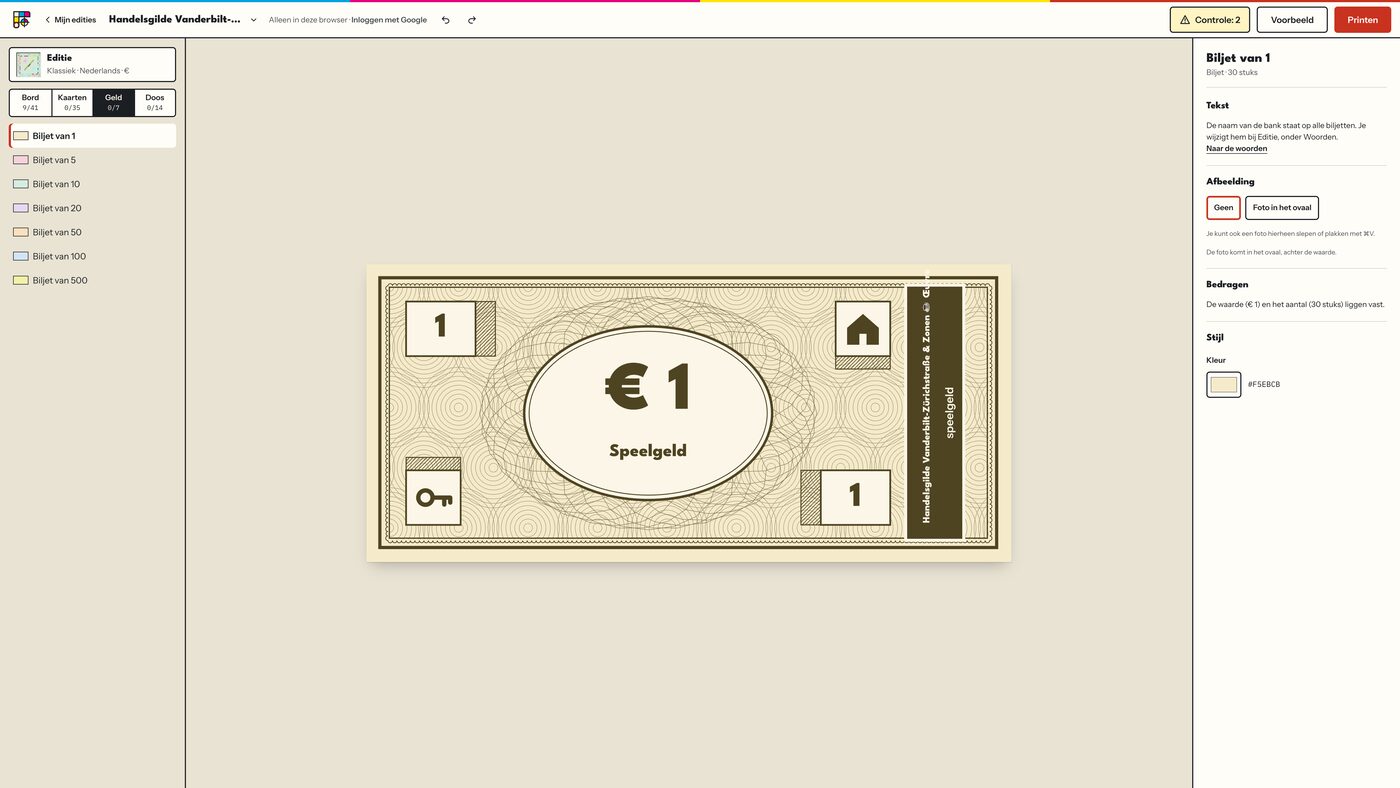 Mijn edities
Handelsgilde Vanderbilt-...
Alleen in deze browser · Inloggen met Google
Controle: 2
Voorbeeld
Printen
Editie
Klassiek · Nederlands · €
Bord
9/41
Kaarten
0/35
Geld
0/7
Doos
0/14
Biljet van 1
Biljet van 5
Biljet van 10
Biljet van 20
Biljet van 50
Biljet van 100
Biljet van 500
1
€ 1
Speelgeld
1
Handelsgilde Vanderbilt-Zürichstraße & Zonen
speelgeld
Biljet van 1
Biljet · 30 stuks
Tekst
De naam van de bank staat op alle biljetten. Je
wijzigt hem bij Editie, onder Woorden.
Naar de woorden
Afbeelding
Geen
Foto in het ovaal
Je kunt ook een foto hierheen slepen of plakken met ⌘V.
De foto komt in het ovaal, achter de waarde.
Bedragen
De waarde (€ 1) en het aantal (30 stuks) liggen vast.
Stijl
Kleur
#F5EBCB